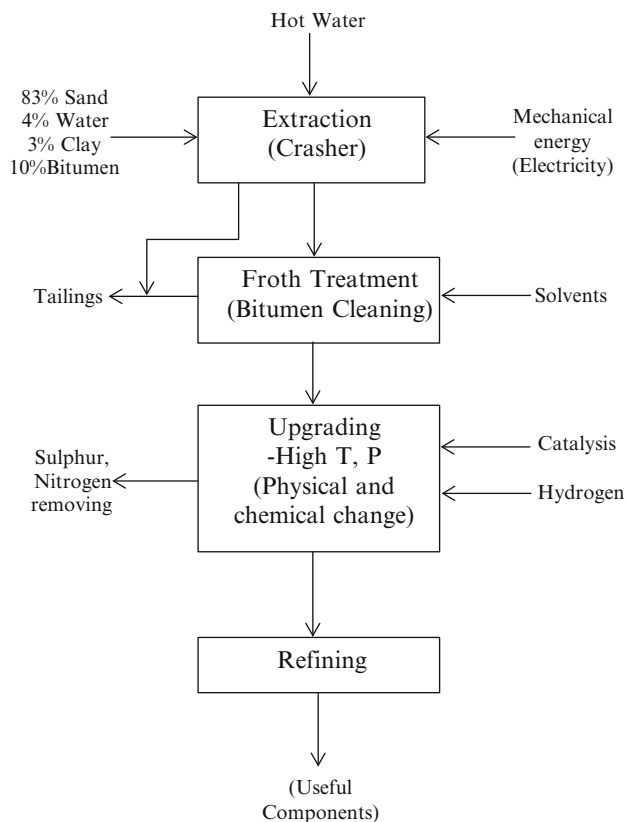 Hot Water
83% Sand
4% Water
3% Clay
10%Bitumen
Extraction
(Crasher)
Mechanical
energy
(Electricity)
Froth Treatment
(Bitumen Cleaning)
Tailings
Solvents
Upgrading
-High T, P
(Physical and
chemical change)
Sulphur,
Nitrogen
removing
Catalysis
Hydrogen
Refining
(Useful
Components)